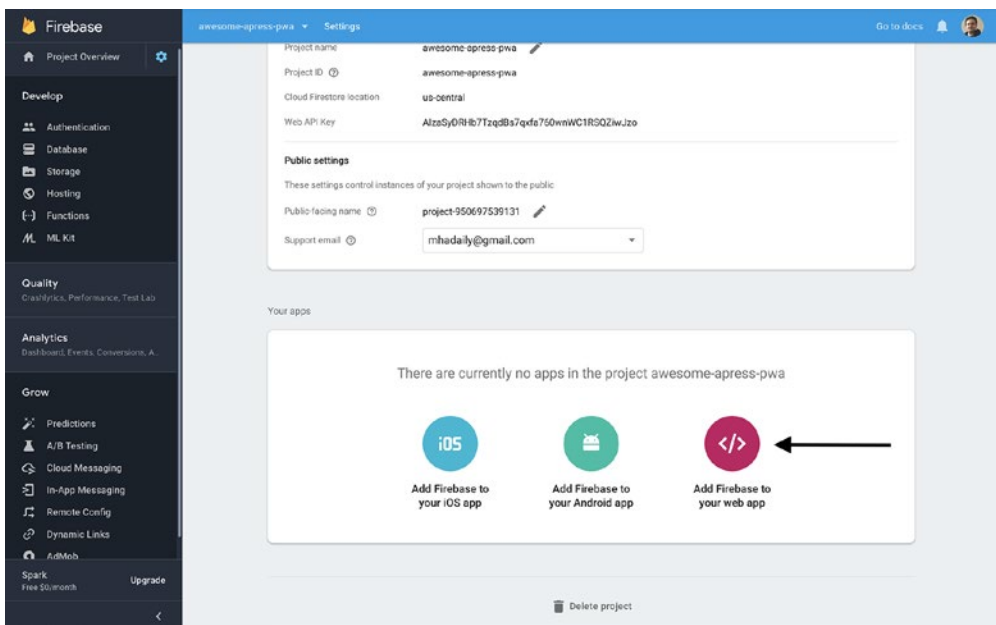 Firebase
awesome-apress-pwa Settings
Go to docs
Project Overview
Develop
Authentication
Database
Storage
Hosting
Functions
ML Kit
Quality
Crashlytics, Performance, Test Lab
Analytics
Dashboard, Events, Conversions, A..
Grow
Predictions
A/B Testing
Cloud Messaging
In-App Messaging
Remote Config
Dynamic Links
AdMob
Spark
Free $0/month
Upgrade
Project name awesome-apress-pwa
Project ID awesome-apress-pwa
Cloud Firestore location us-central
Web API Key
Public settings
These settings control instances of your project shown to the public
Public-facing name project-950697539131
Support email mhadaily@gmail.com
Your apps
There are currently no apps in the project awesome-apress-pwa
iOS
</>
Add Firebase to
your iOS app
Add Firebase to
your Android app
Add Firebase to
your web app
Delete project